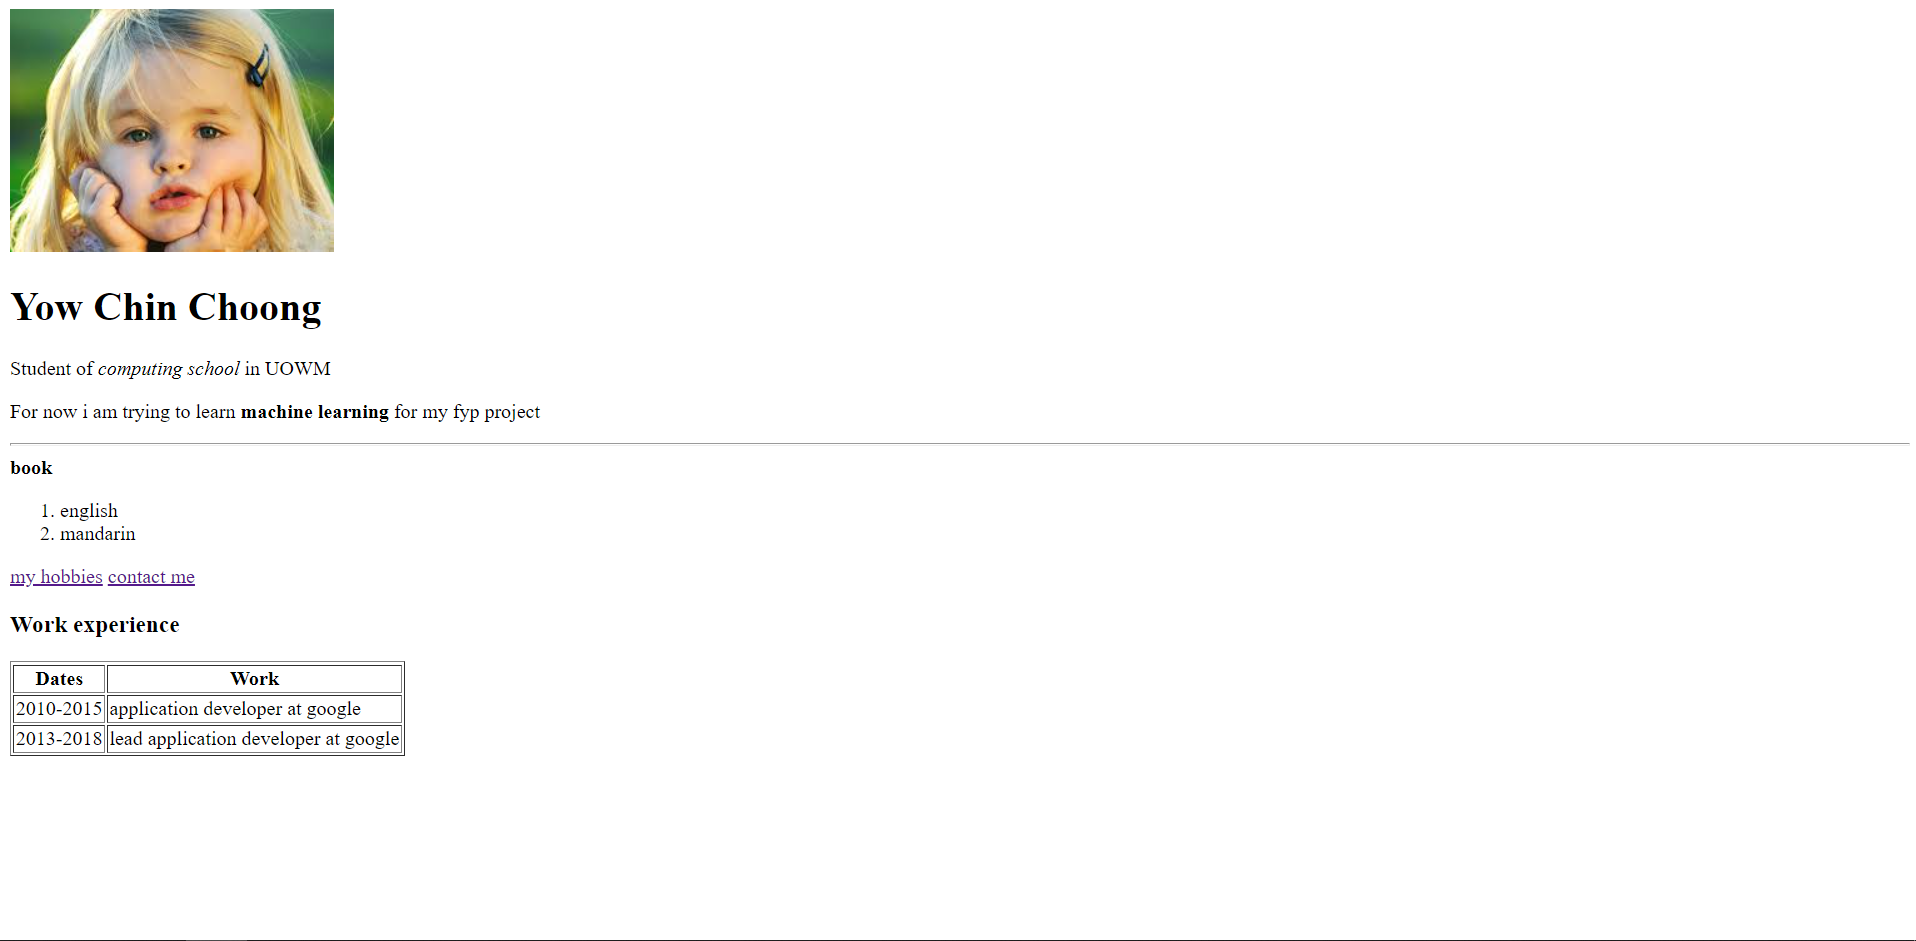 Yow Chin Choong
Student of computing school in UOWM
For now i am trying to learn machine learning for my fyp project
book
1. english
2. mandarin
my hobbies contact me
Work experience
Dates Work
2010-2015 application developer at google
2013-2018 lead application developer at google